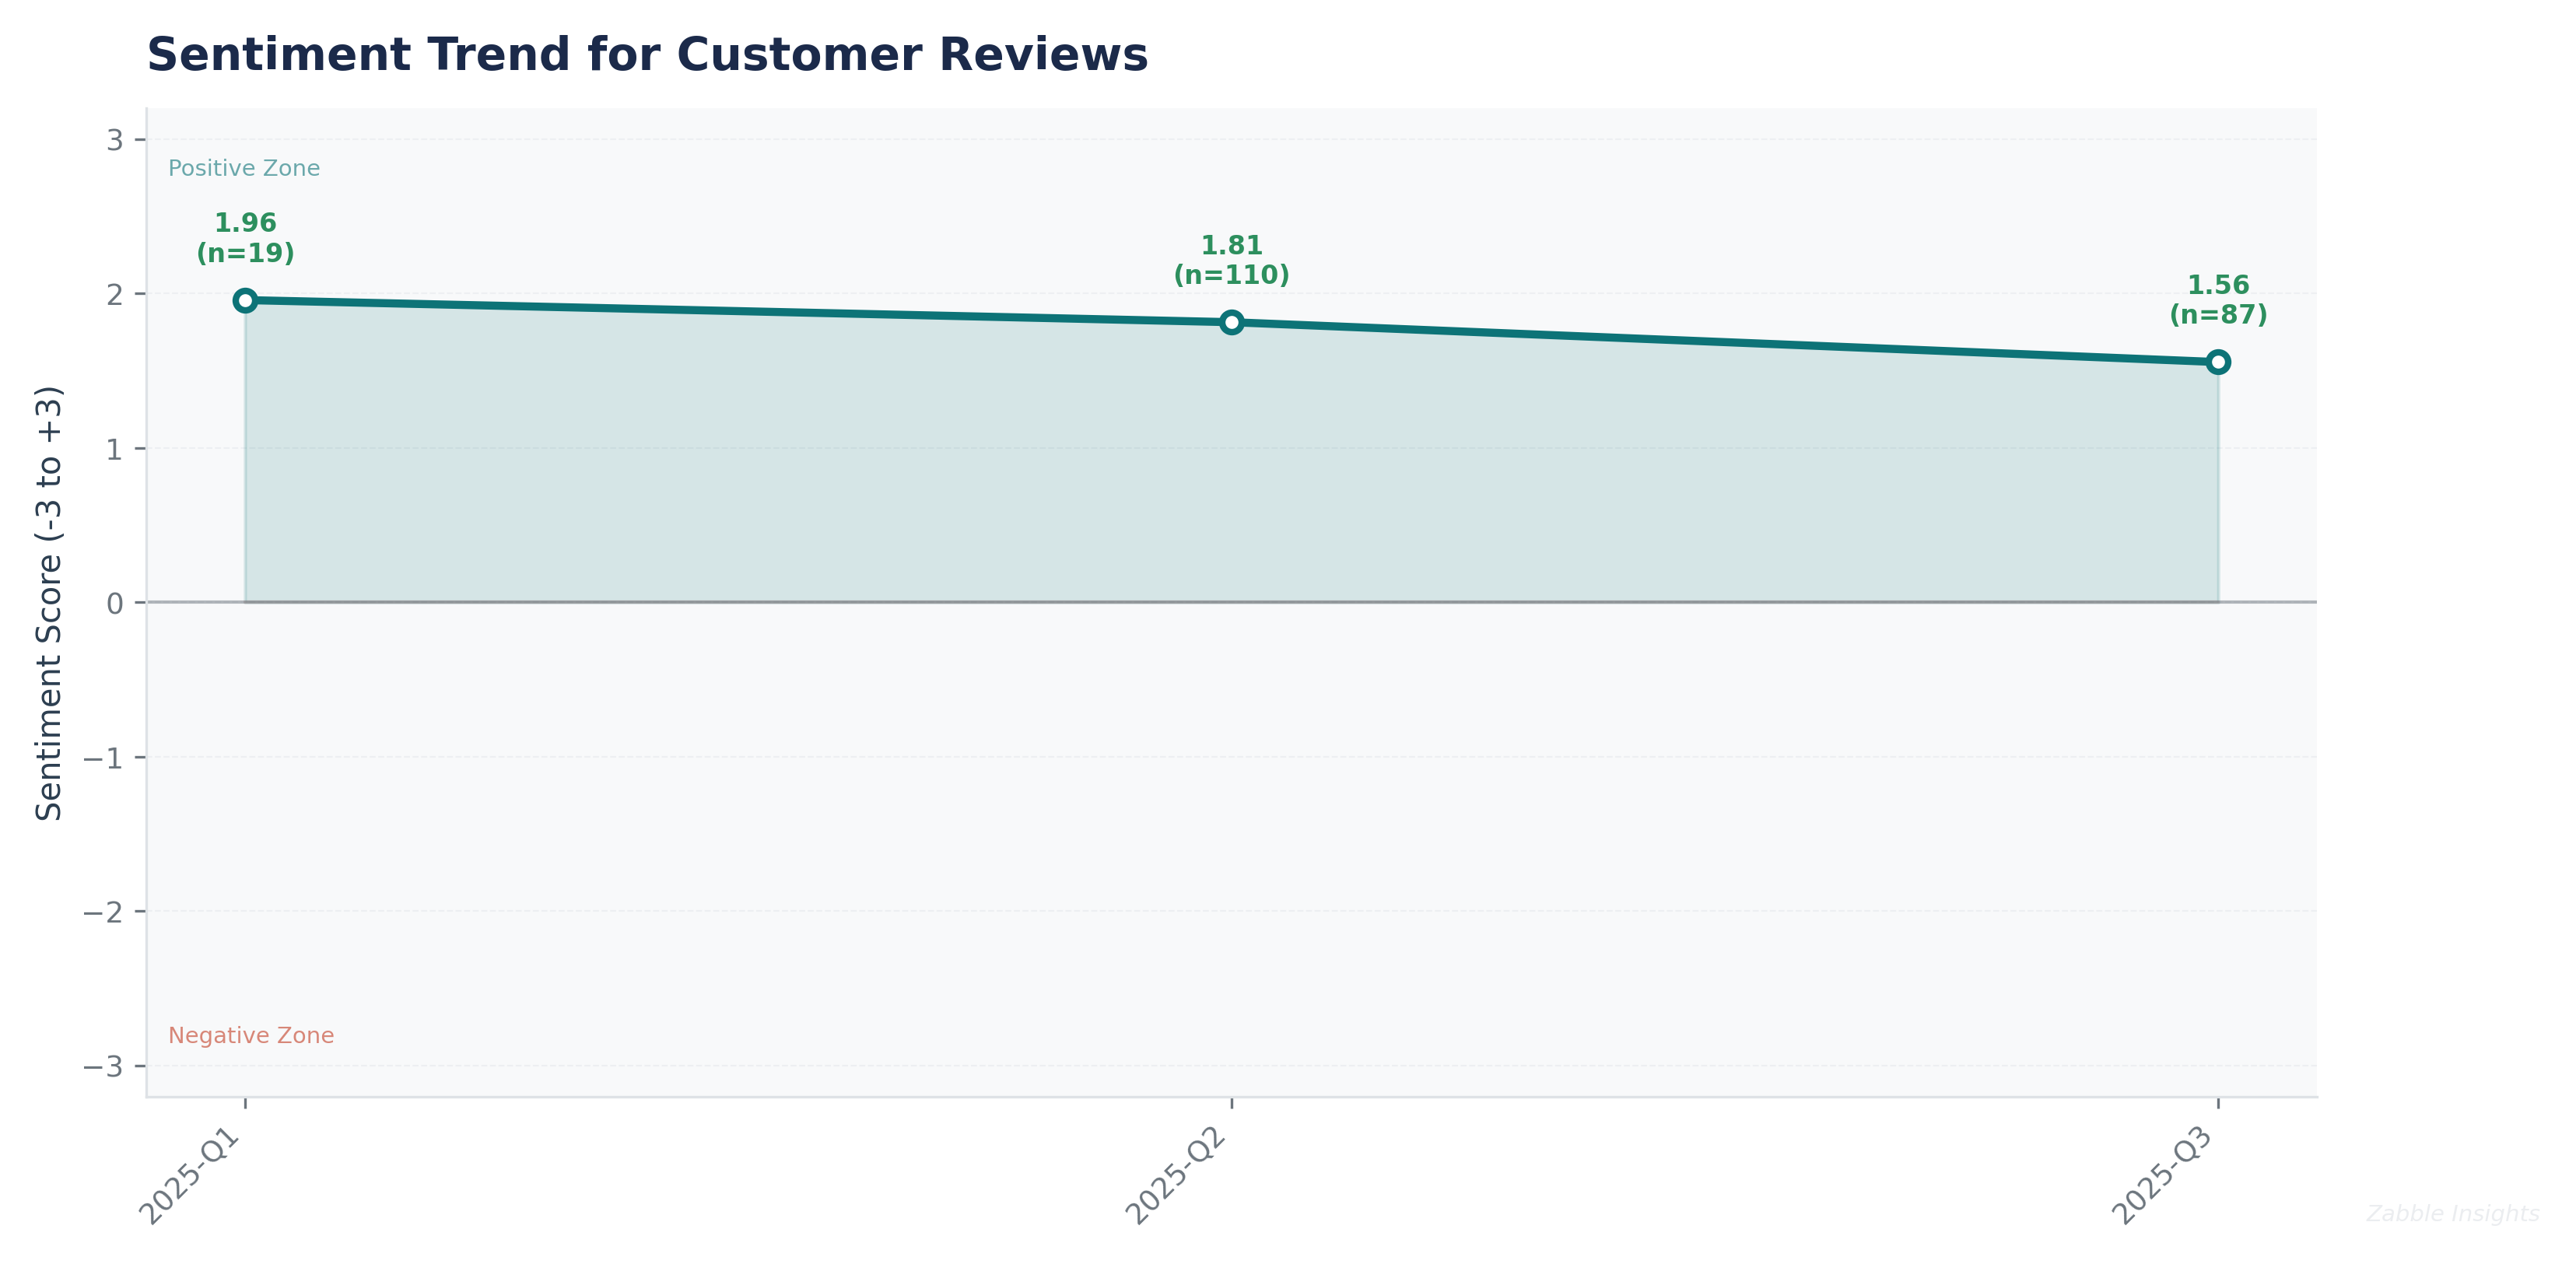 Sentiment Trend for Customer Reviews
Sentiment Score (-3 to +3)
3
2
1
0
−1
−2
−3
Positive Zone
1.96
(n=19)
1.81
(n=110)
1.56
(n=87)
Negative Zone
2025-Q1
2025-Q2
2025-Q3
Zabble Insights